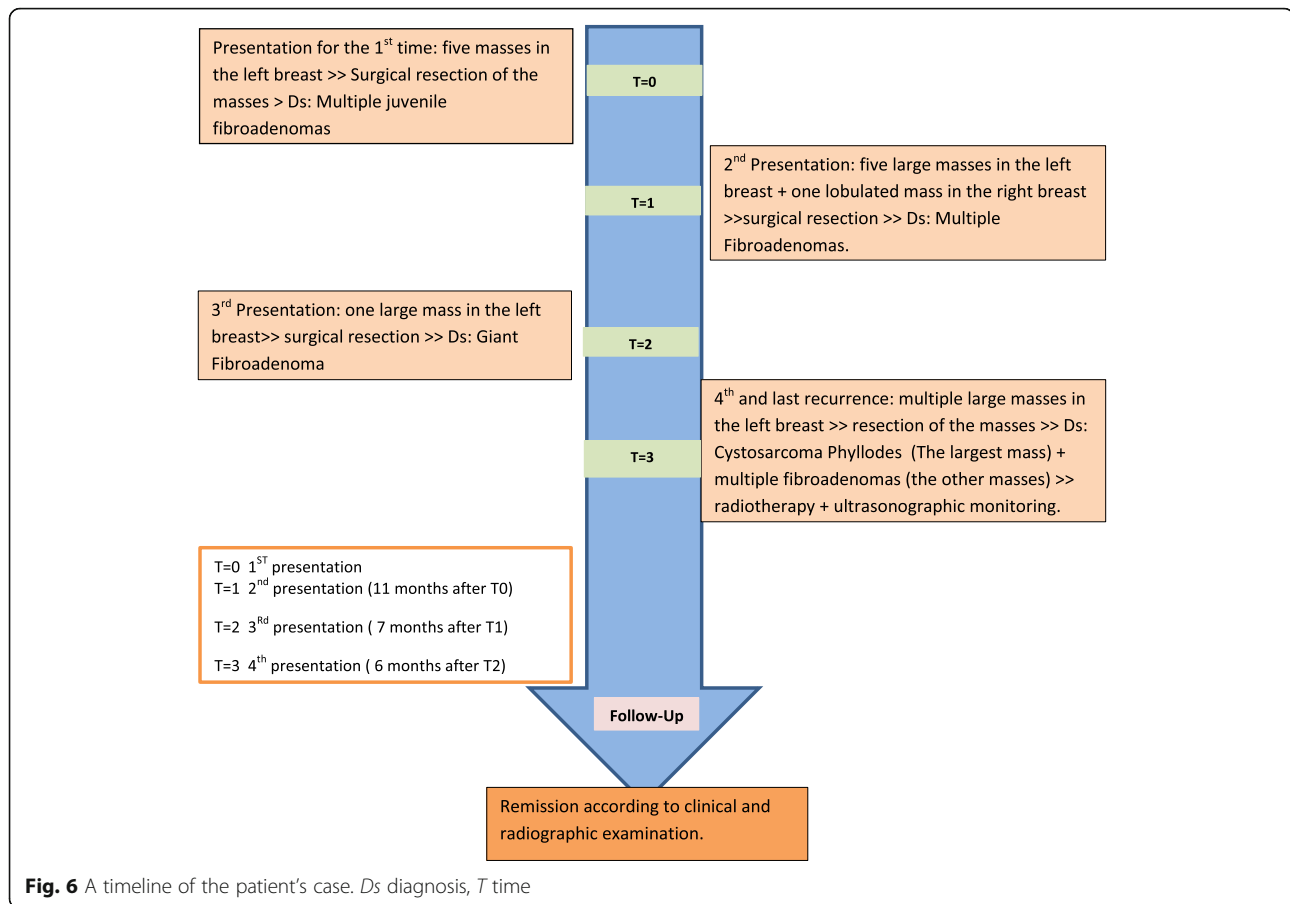 Presentation for the 1st time: five masses in
the left breast >> Surgical resection of the
masses > Ds: Multiple juvenile
fibroadenomas
T=0
2nd Presentation: five large masses in the left
breast + one lobulated mass in the right breast
>>surgical resection >> Ds: Multiple
Fibroadenomas.
T=1
3rd Presentation: one large mass in the left
breast>> surgical resection >> Ds: Giant
Fibroadenoma
T=2
4th and last recurrence: multiple large masses in
the left breast >> resection of the masses >> Ds:
Cystosarcoma Phyllodes (The largest mass) +
multiple fibroadenomas (the other masses) >>
radiotherapy + ultrasonographic monitoring.
T=3
T=0 1ST presentation
T=1 2nd presentation (11 months after T0)
T=2 3Rd presentation ( 7 months after T1)
T=3 4th presentation ( 6 months after T2)
Follow-Up
Remission according to clinical and
radiographic examination.
Fig. 6 A timeline of the patient's case. Ds diagnosis, T time